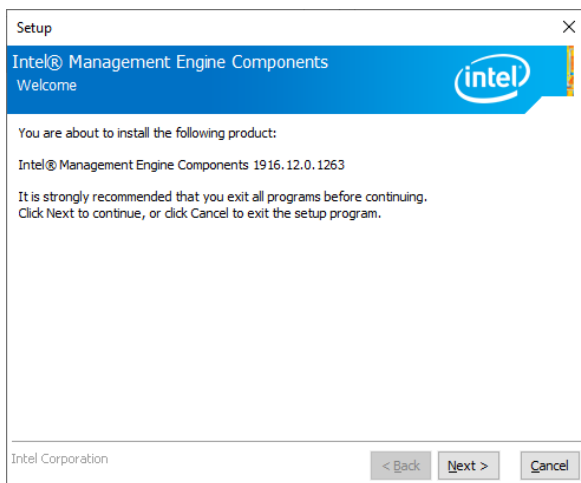 Setup
Intel® Management Engine Components
Welcome
intel
You are about to install the following product:
Intel® Management Engine Components 1916.12.0.1263
It is strongly recommended that you exit all programs before continuing.
Click Next to continue, or click Cancel to exit the setup program.
Intel Corporation
< Back
Next >
Cancel